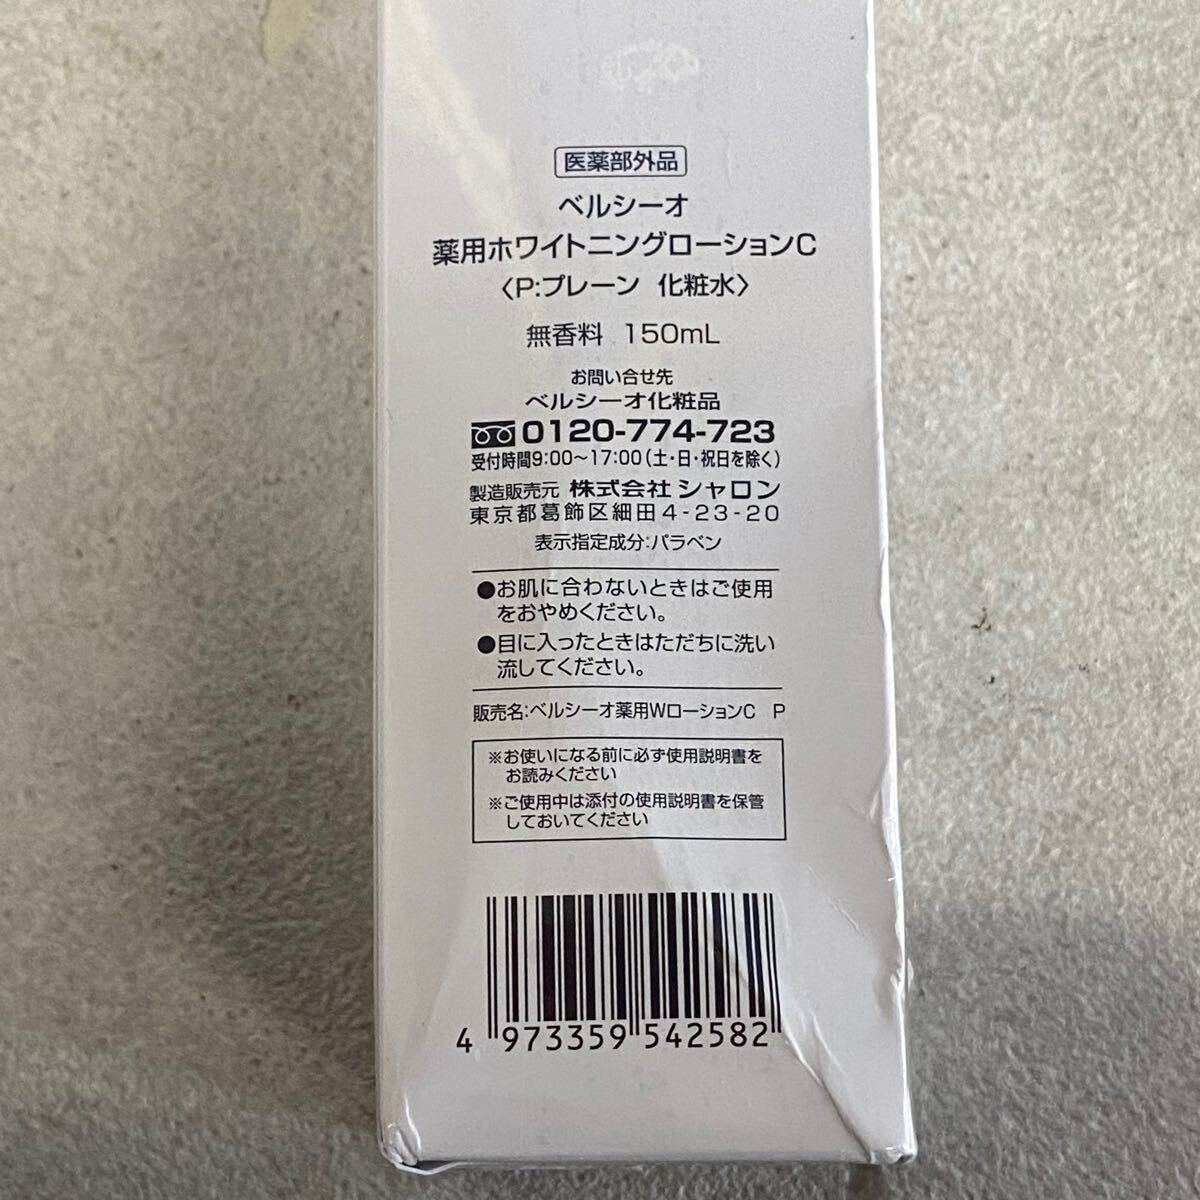 医薬部外品
ベルシーオ
薬用ホワイトニングローションC
〈P:プレーン 化粧水〉
無香料 150mL
お問い合せ先
ベルシーオ化粧品
0120-774-723
受付時間9:00〜17:00(土・日・祝日を除く)
製造販売元 株式会社 シャロン
東京都葛飾区細田4-23-20
表示指定成分:パラベン
●お肌に合わないときはご使用
をおやめください。
●目に入ったときはただちに洗い
流してください。
販売名:ベルシーオ薬用WローションC P
※お使いになる前に必ず使用説明書を
お読みください
※ご使用中は添付の使用説明書を保管
しておいてください
4 973359 542582